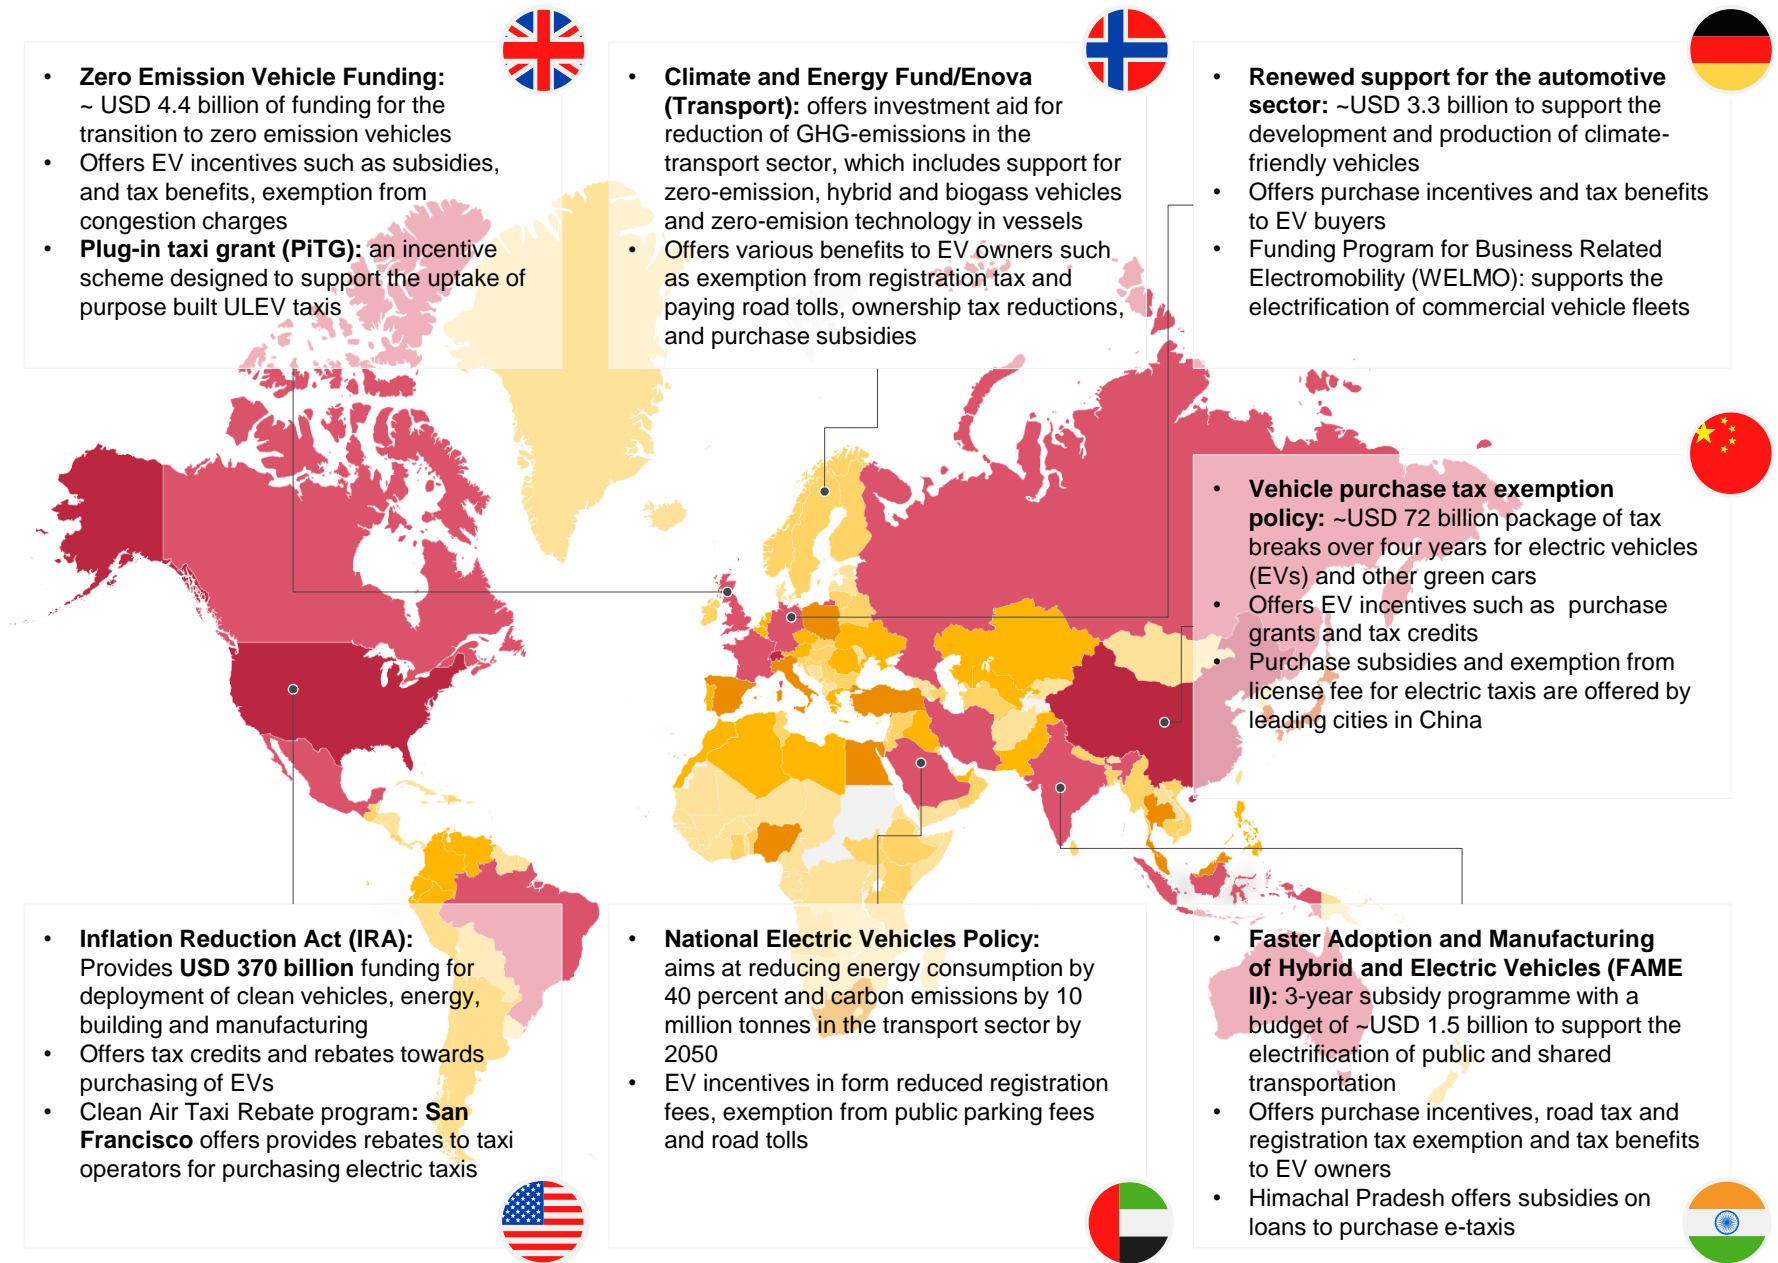 • Zero Emission Vehicle Funding:
~ USD 4.4 billion of funding for the
transition to zero emission vehicles
• Offers EV incentives such as subsidies,
and tax benefits, exemption from
congestion charges
• Plug-in taxi grant (PiTG): an incentive
scheme designed to support the uptake of
purpose built ULEV taxis
• Climate and Energy Fund/Enova
(Transport): offers investment aid for
reduction of GHG-emissions in the
transport sector, which includes support for
zero-emission, hybrid and biogass vehicles
and zero-emision technology in vessels
• Offers various benefits to EV owners such
as exemption from registration tax and
paying road tolls, ownership tax reductions,
and purchase subsidies
• Renewed support for the automotive
sector: ~USD 3.3 billion to support the
development and production of climate-
friendly vehicles
• Offers purchase incentives and tax benefits
to EV buyers
• Funding Program for Business Related
Electromobility (WELMO): supports the
electrification of commercial vehicle fleets
• Vehicle purchase tax exemption
policy: ~USD 72 billion package of tax
breaks over four years for electric vehicles
(EVs) and other green cars
• Offers EV incentives such as purchase
grants and tax credits
• Purchase subsidies and exemption from
license fee for electric taxis are offered by
leading cities in China
• Inflation Reduction Act (IRA):
Provides USD 370 billion funding for
deployment of clean vehicles, energy,
building and manufacturing
• Offers tax credits and rebates towards
purchasing of EVs
• Clean Air Taxi Rebate program: San
Francisco offers provides rebates to taxi
operators for purchasing electric taxis
• National Electric Vehicles Policy:
aims at reducing energy consumption by
40 percent and carbon emissions by 10
million tonnes in the transport sector by
2050
• EV incentives in form reduced registration
fees, exemption from public parking fees
and road tolls
• Faster Adoption and Manufacturing
of Hybrid and Electric Vehicles (FAME
II): 3-year subsidy programme with a
budget of ~USD 1.5 billion to support the
electrification of public and shared
transportation
• Offers purchase incentives, road tax and
registration tax exemption and tax benefits
to EV owners
• Himachal Pradesh offers subsidies on
loans to purchase e-taxis